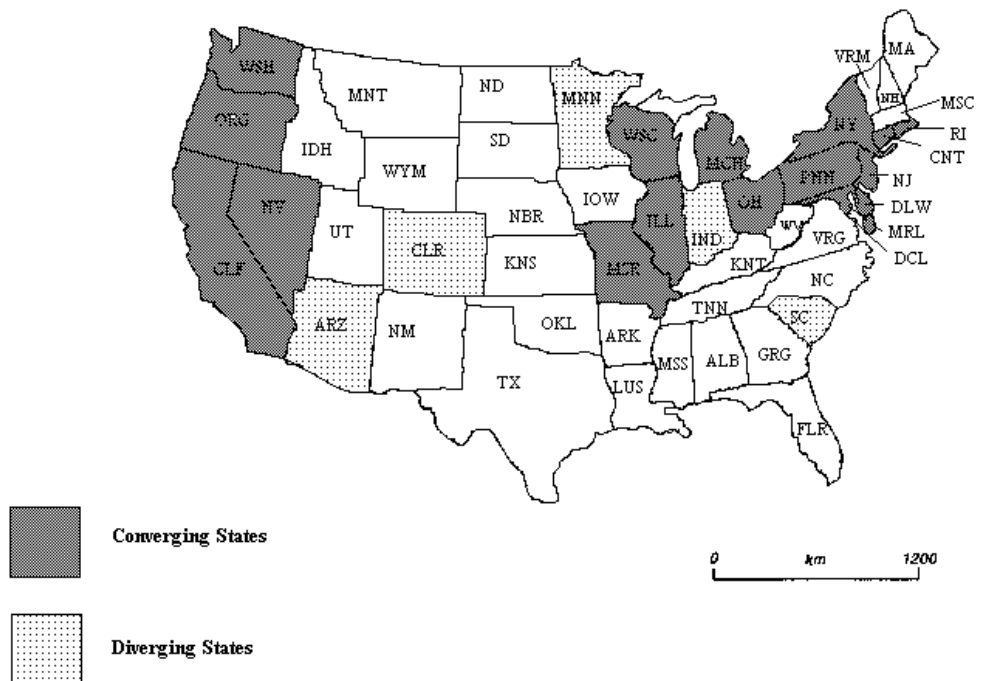 MA
VRM
WSH
ND
MNT
MNN
NH
MSC
ORG
WSC
NY
RI
SD
IDH
CNT
MCH
WYM
PNN
NJ
IOW
OH
NV
NBR
ILL
DLW
WV
MRL
UT
IND
VRG
CLR
KNS
DCL
CLF
MSR
KNT
NC
TNN
ARZ
OKL
SC
NM
ARK
GRG
ALB
MSS
TX
LUS
FLR
Converging States
0 km 1200
Diverging States